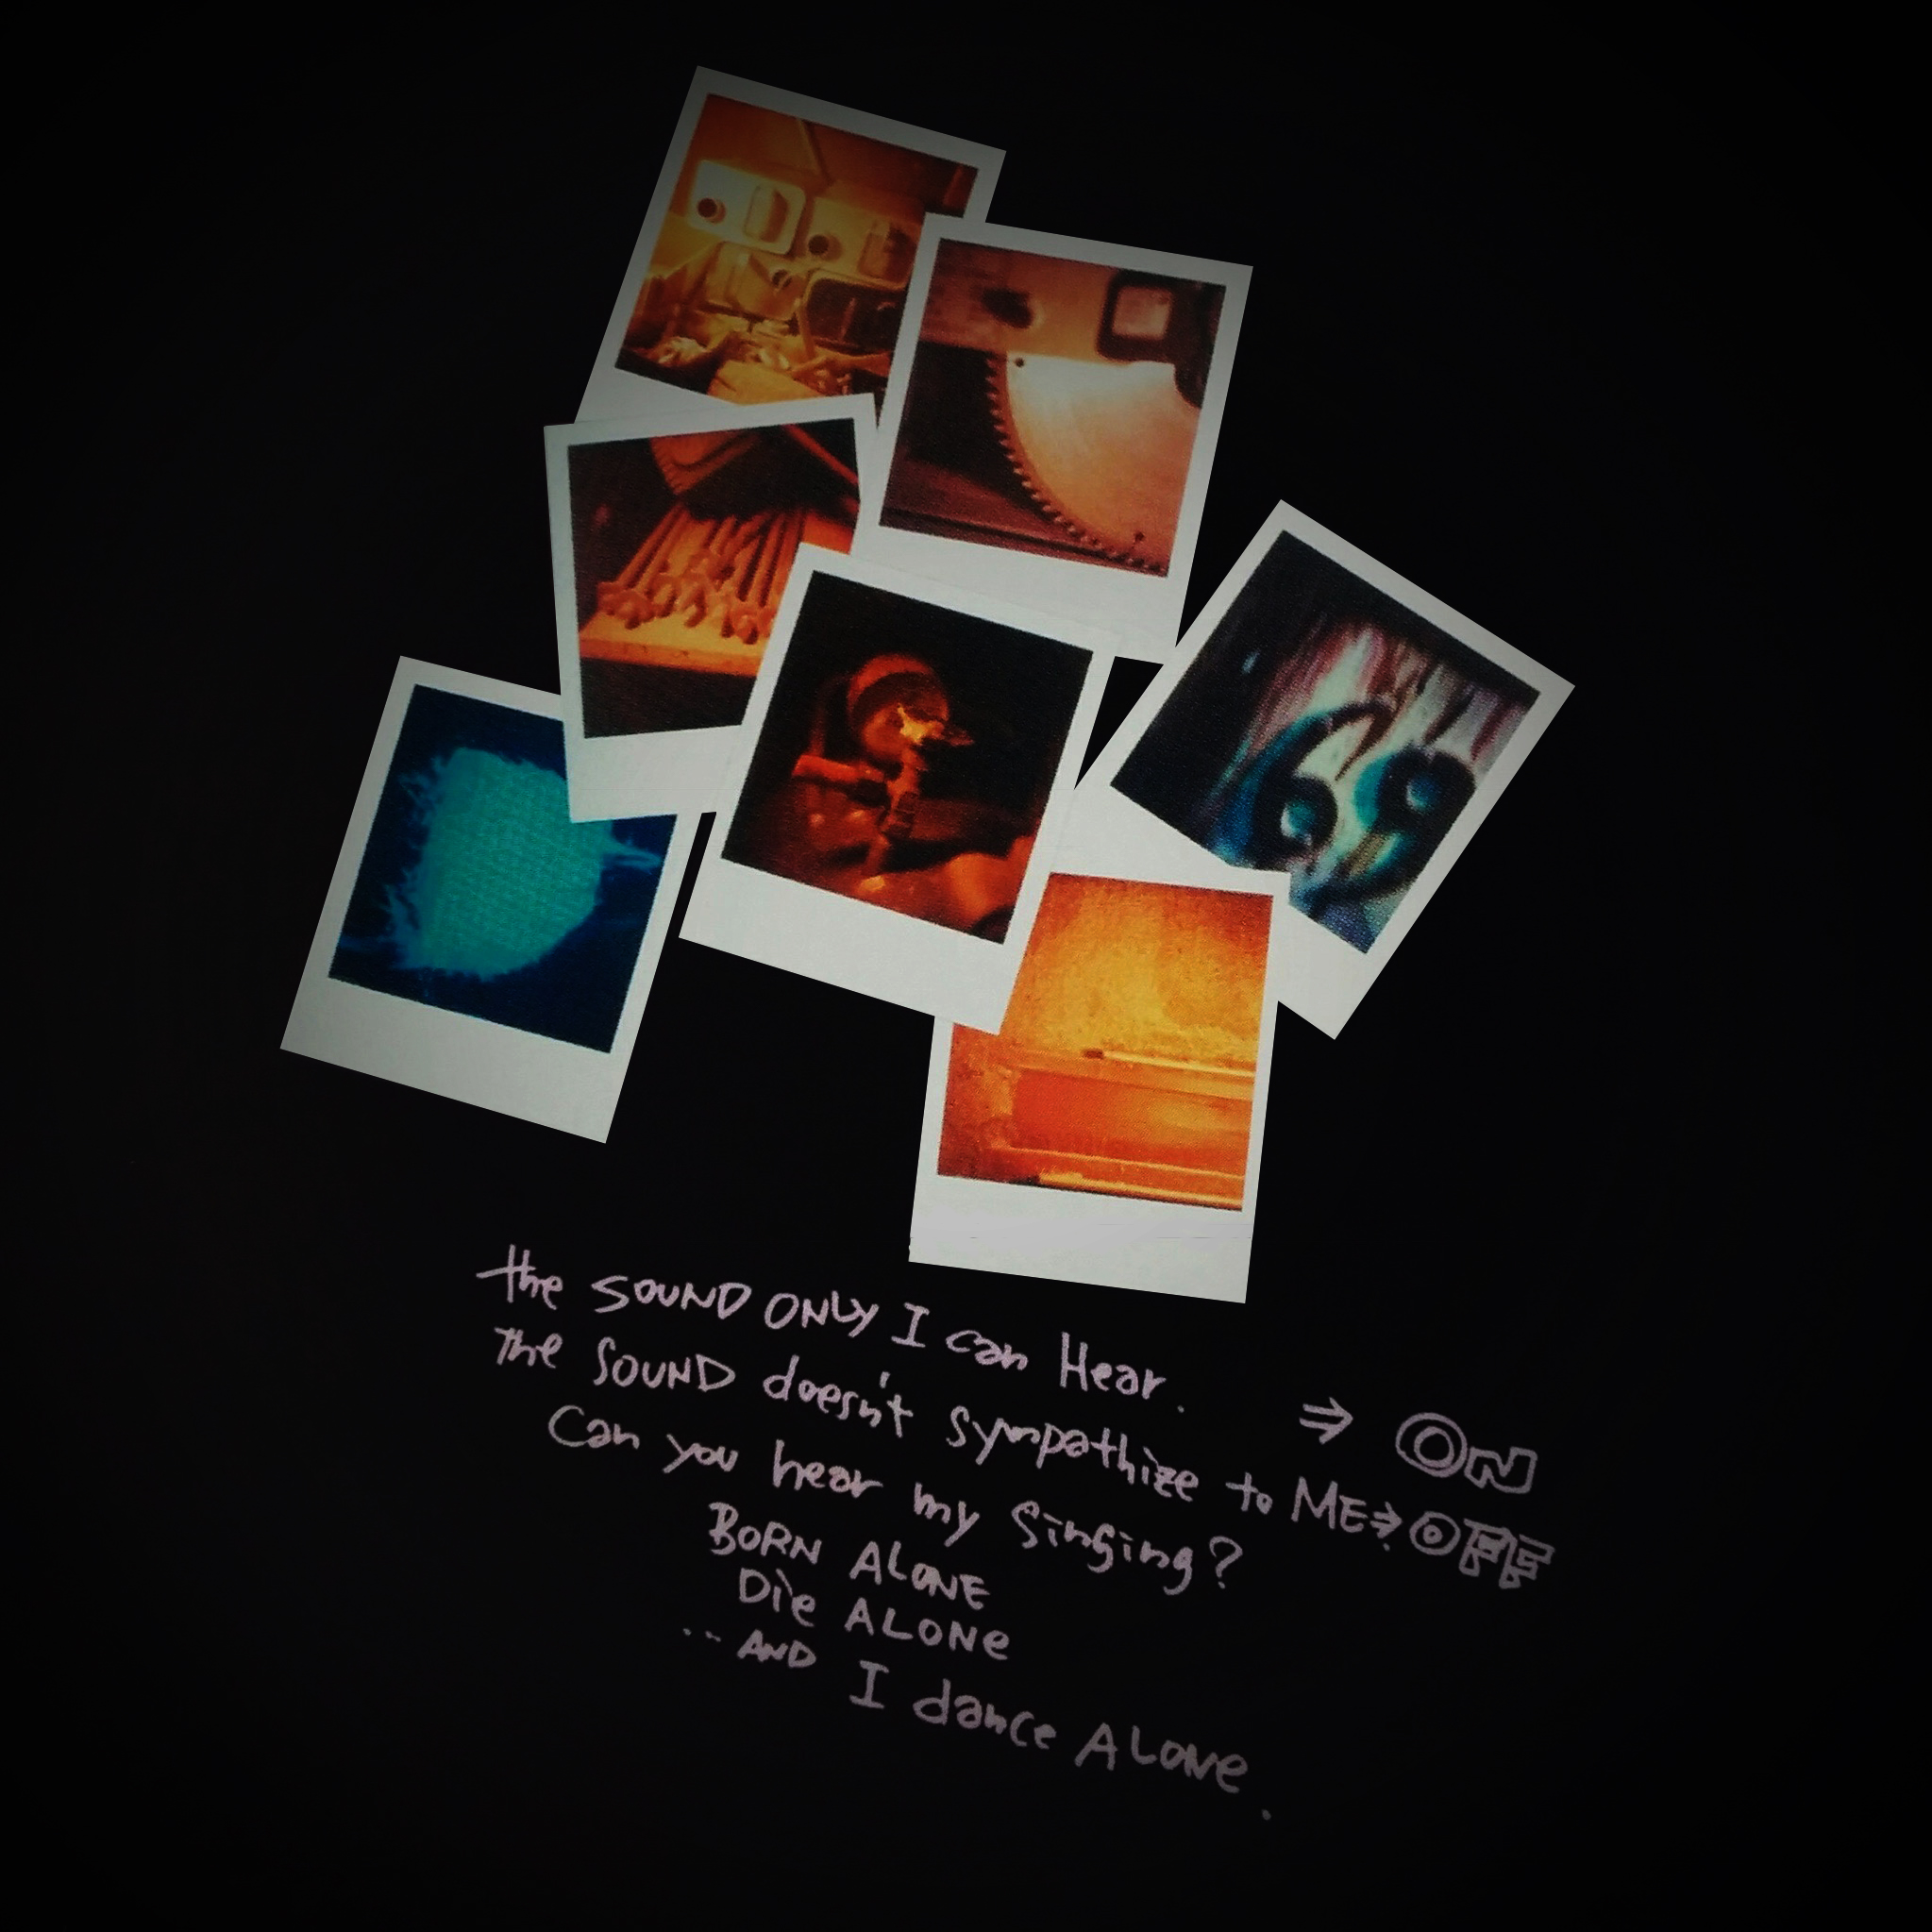 the SOUND ONLY I can Hear. ⇒ ON
The SOUND doesn't sympathize to ME⇒ OFF
Can you hear my Singing?
BORN ALONE
Die ALONe
... AND I dance ALONe.
69